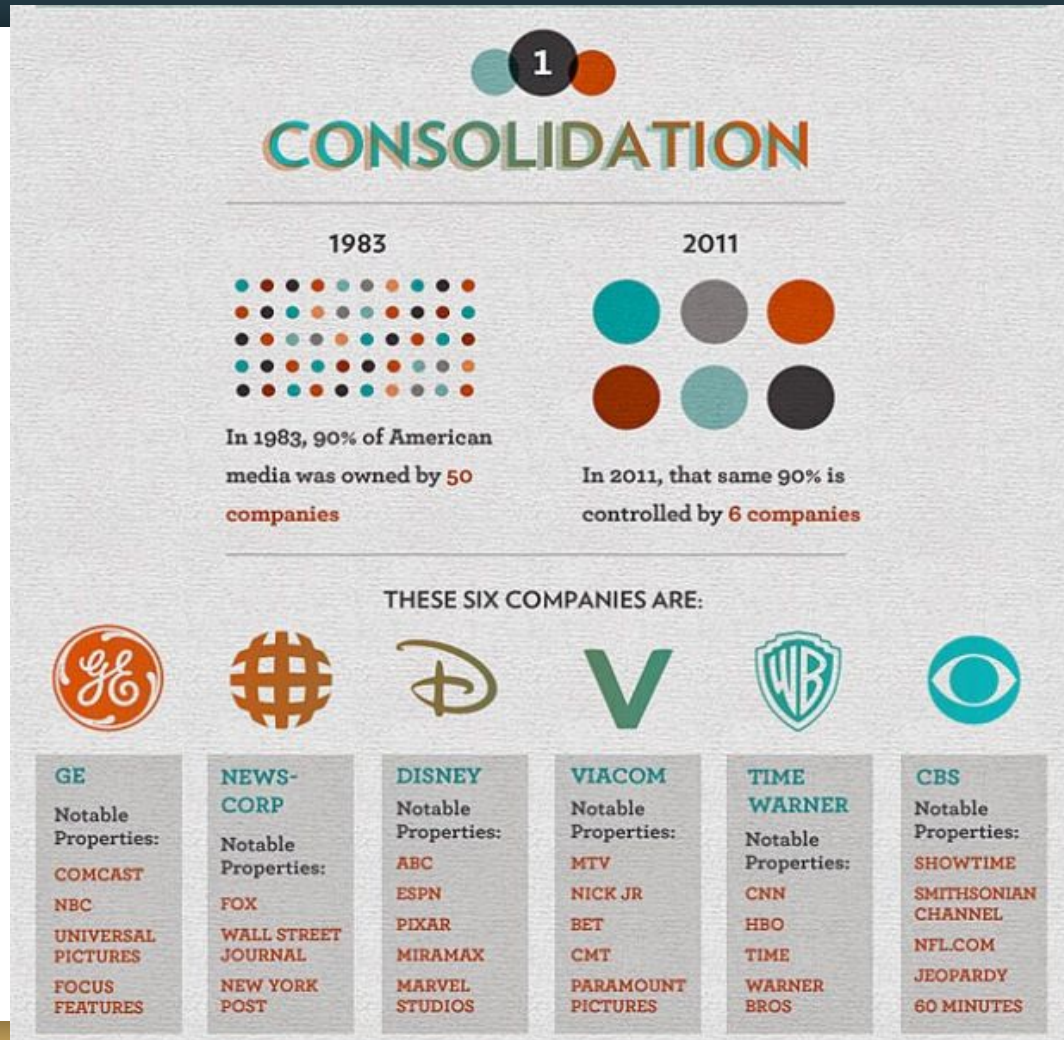 1
CONSOLIDATION
1983
In 1983, 90% of American
media was owned by 50
companies
2011
In 2011, that same 90% is
controlled by 6 companies
THESE SIX COMPANIES ARE:
GE
GE
Notable
Properties:
COMCAST
NBC
UNIVERSAL
PICTURES
FOCUS
FEATURES
NEWS-
CORP
Notable
Properties:
FOX
WALL STREET
JOURNAL
NEW YORK
POST
D
DISNEY
Notable
Properties:
ABC
ESPN
PIXAR
MIRAMAX
MARVEL
STUDIOS
V
VIACOM
Notable
Properties:
MTV
NICK JR
BET
CMT
PARAMOUNT
PICTURES
WB
TIME
WARNER
Notable
Properties:
CNN
HBO
TIME
WARNER
BROS
CBS
Notable
Properties:
SHOWTIME
SMITHSONIAN
CHANNEL
NFL.COM
JEOPARDY
60 MINUTES